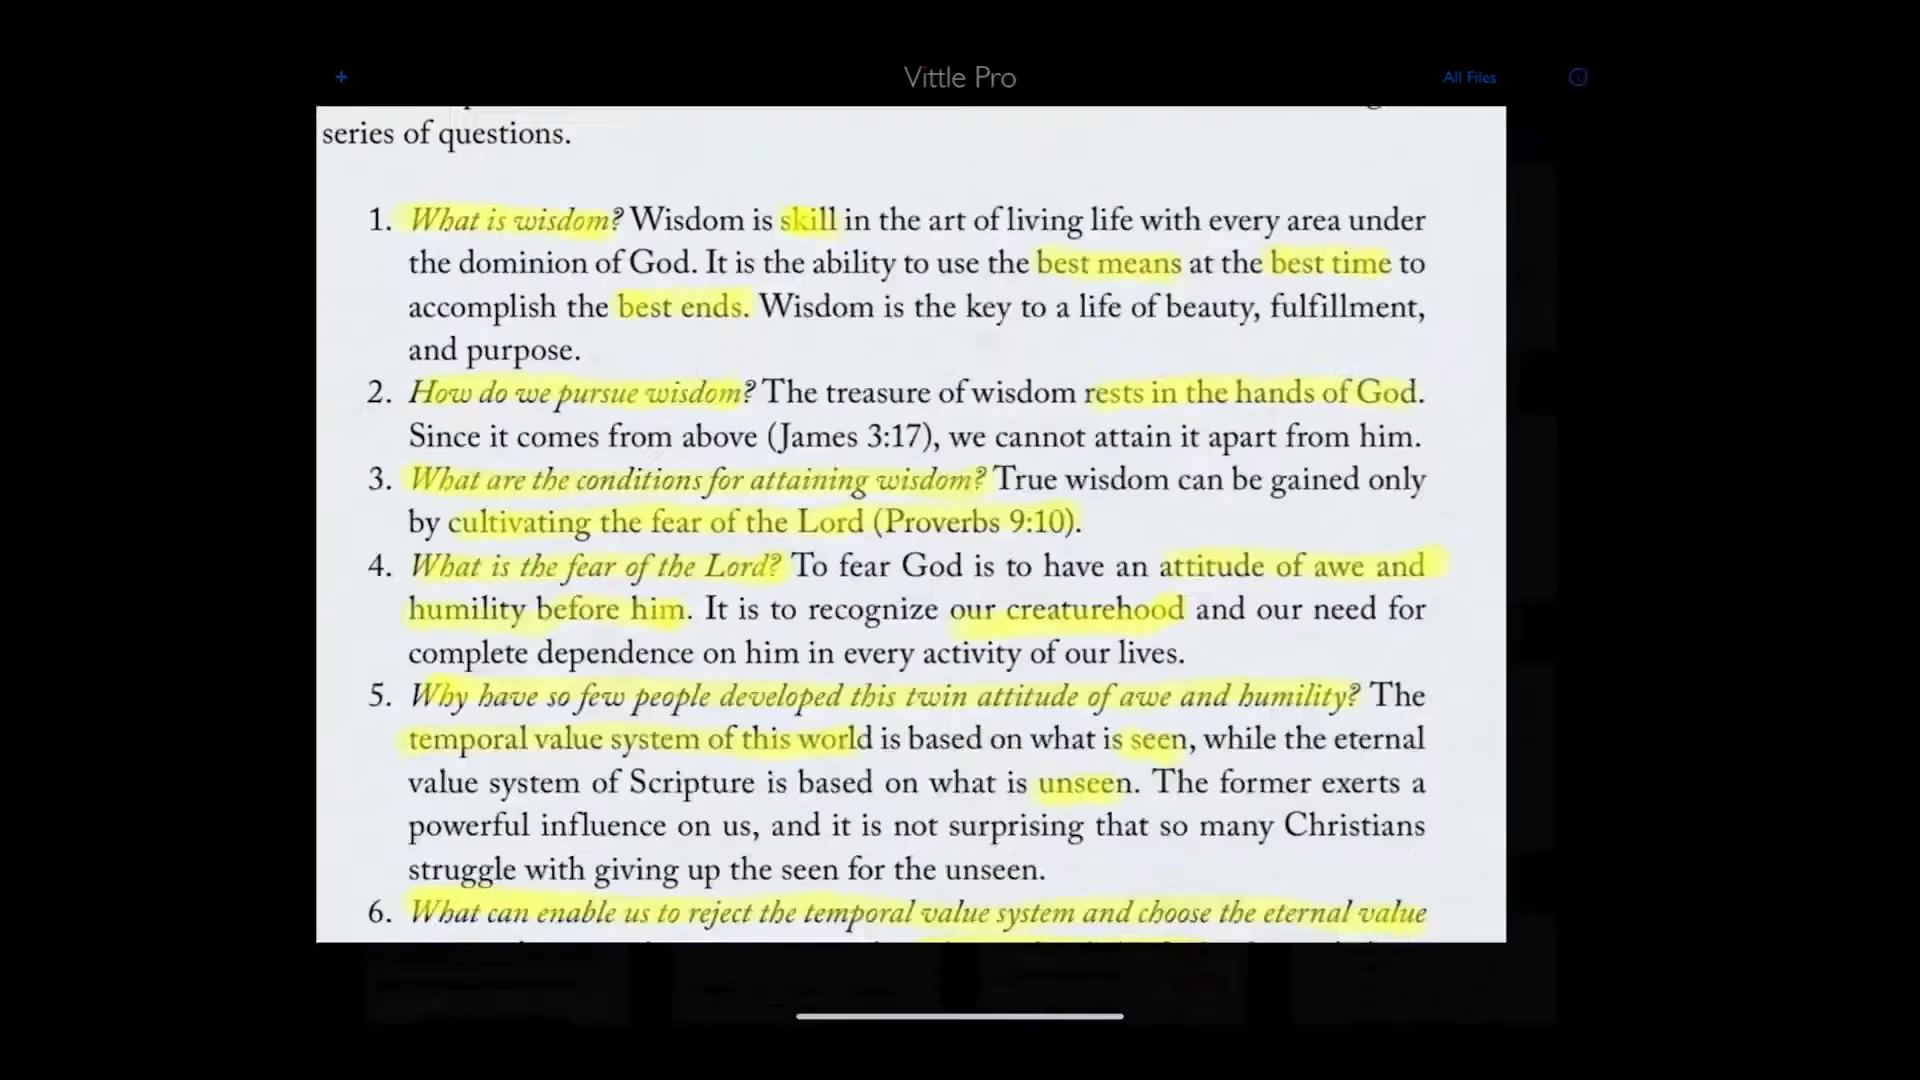 + Vittle Pro All Files
series of questions.
1. What is wisdom? Wisdom is skill in the art of living life with every area under
the dominion of God. It is the ability to use the best means at the best time to
accomplish the best ends. Wisdom is the key to a life of beauty, fulfillment,
and purpose.
2. How do we pursue wisdom? The treasure of wisdom rests in the hands of God.
Since it comes from above (James 3:17), we cannot attain it apart from him.
3. What are the conditions for attaining wisdom? True wisdom can be gained only
by cultivating the fear of the Lord (Proverbs 9:10).
4. What is the fear of the Lord? To fear God is to have an attitude of awe and
humility before him. It is to recognize our creaturehood and our need for
complete dependence on him in every activity of our lives.
5. Why have so few people developed this twin attitude of awe and humility? The
temporal value system of this world is based on what is seen, while the eternal
value system of Scripture is based on what is unseen. The former exerts a
powerful influence on us, and it is not surprising that so many Christians
struggle with giving up the seen for the unseen.
6. What can enable us to reject the temporal value system and choose the eternal value